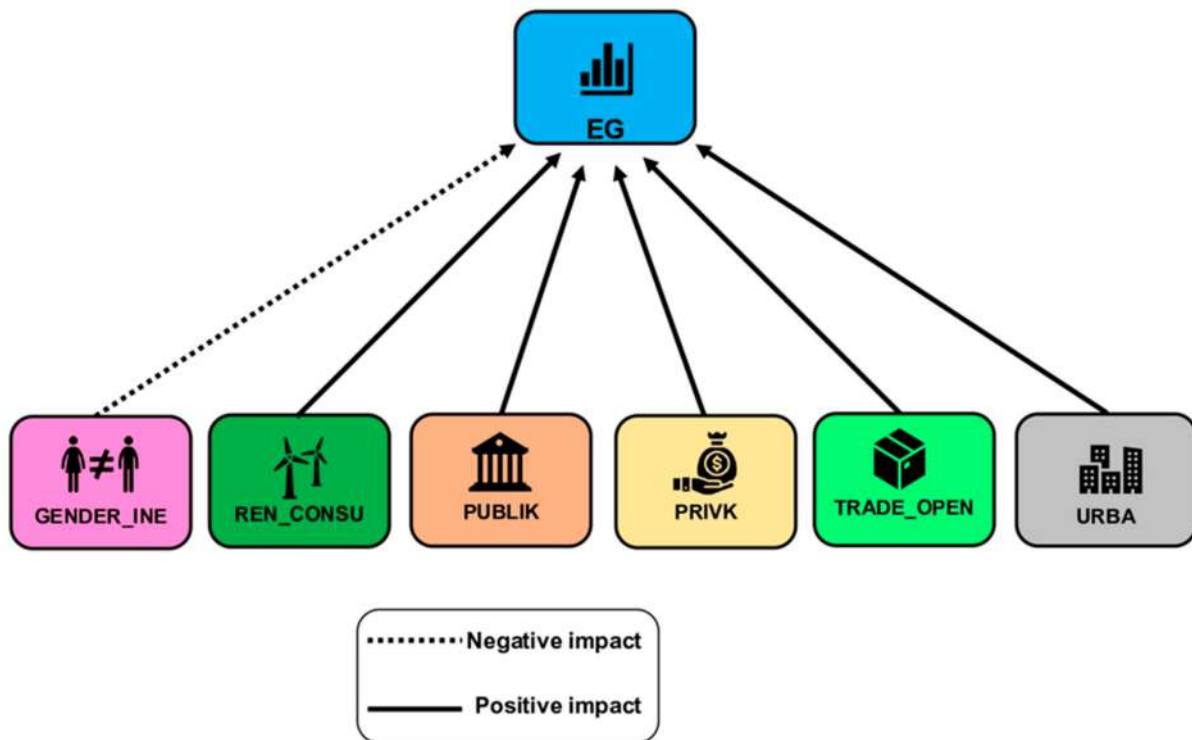 EG
GENDER_INE
REN_CONSU
PUBLIK
PRIVK
TRADE_OPEN
URBA
Negative impact
Positive impact